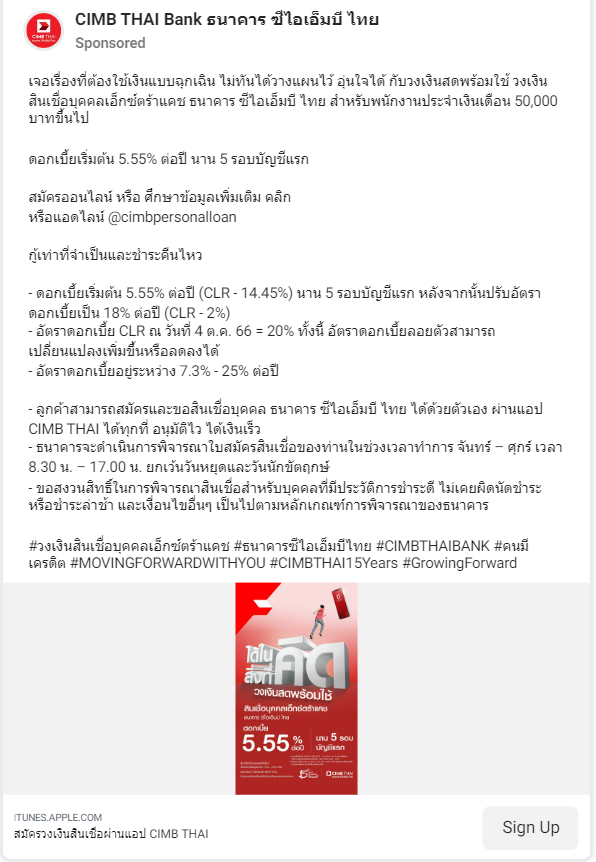 CIMB THAI
CIMB THAI Bank ธนาคาร ซีไอเอ็มบี ไทย
Sponsored
เจอเรื่องที่ต้องใช้เงินแบบฉุกเฉิน ไม่ทันได้วางแผนไว้ อุ่นใจได้ กับวงเงินสดพร้อมใช้ วงเงิน
สินเชื่อบุคคลเอ็กซ์ตร้าแคช ธนาคาร ซีไอเอ็มบี ไทย สำหรับพนักงานประจำเงินเดือน 50,000
บาทขึ้นไป
ดอกเบี้ยเริ่มต้น 5.55% ต่อปี นาน 5 รอบบัญชีแรก
สมัครออนไลน์ หรือ ศึกษาข้อมูลเพิ่มเติม คลิก
หรือแอดไลน์ @cimbpersonalloan
กู้เท่าที่จำเป็นและชำระคืนไหว
- ดอกเบี้ยเริ่มต้น 5.55% ต่อปี (CLR - 14.45%) นาน 5 รอบบัญชีแรก หลังจากนั้นปรับอัตรา
ดอกเบี้ยเป็น 18% ต่อปี (CLR - 2%)
- อัตราดอกเบี้ย CLR ณ วันที่ 4 ต.ค. 66 = 20% ทั้งนี้ อัตราดอกเบี้ยลอยตัวสามารถ
เปลี่ยนแปลงเพิ่มขึ้นหรือลดลงได้
- อัตราดอกเบี้ยอยู่ระหว่าง 7.3% - 25% ต่อปี
- ลูกค้าสามารถสมัครและขอสินเชื่อบุคคล ธนาคาร ซีไอเอ็มบี ไทย ได้ด้วยตัวเอง ผ่านแอป
CIMB THAI ได้ทุกที่ อนุมัติไว ได้เงินเร็ว
- ธนาคารจะดำเนินการพิจารณาใบสมัครสินเชื่อของท่านในช่วงเวลาทำการ จันทร์ – ศุกร์ เวลา
8.30 น. – 17.00 น. ยกเว้นวันหยุดและวันนักขัตฤกษ์
- ขอสงวนสิทธิ์ในการพิจารณาสินเชื่อสำหรับบุคคลที่มีประวัติการชำระดี ไม่เคยผิดนัดชำระ
หรือชำระล่าช้า และเงื่อนไขอื่นๆ เป็นไปตามหลักเกณฑ์การพิจารณาของธนาคาร
#วงเงินสินเชื่อบุคคลเอ็กซ์ตร้าแคช #ธนาคารซีไอเอ็มบีไทย #CIMBTHAIBANK #คนมี
เครดิต #MOVINGFORWARDWITHYOU #CIMBTHAI15Years #GrowingForward
ได้ใน
สิ่งที่
คิด
วงเงินสดพร้อมใช้
สินเชื่อบุคคลเอ็กซ์ตร้าแคช
ธนาคาร ซีไอเอ็มบี ไทย
ดอกเบี้ย
5.55 % ต่อปี
นาน 5 รอบ
บัญชีแรก
CIMB THAI
ITUNES.APPLE.COM
สมัครวงเงินสินเชื่อผ่านแอป CIMB THAI
Sign Up